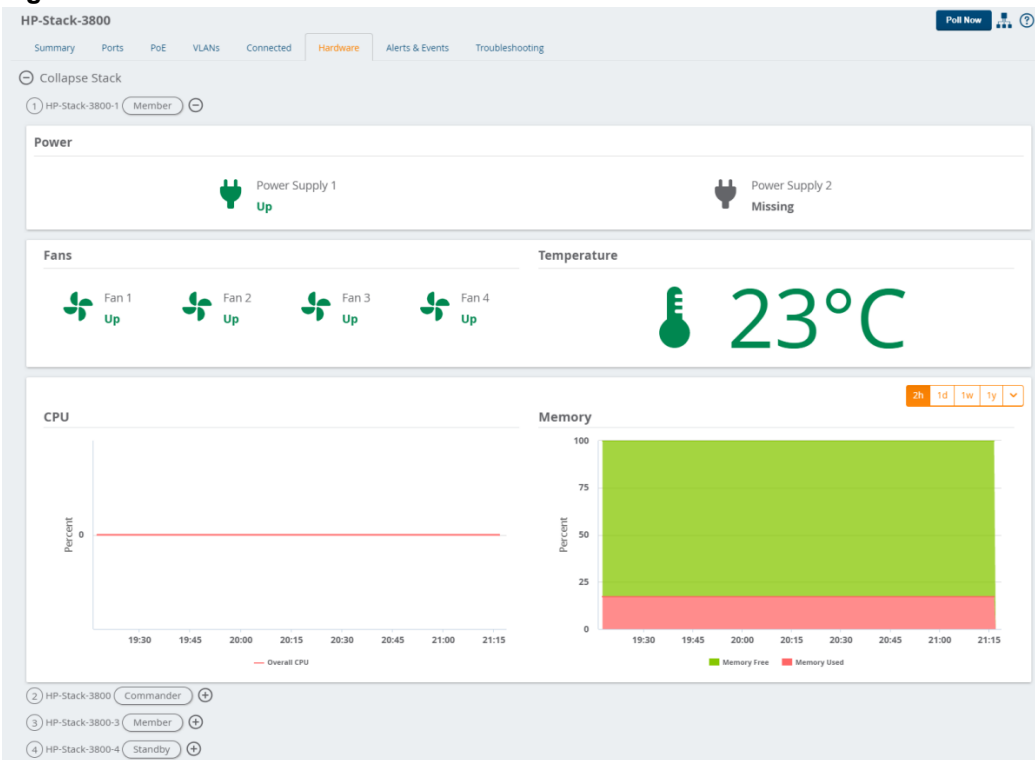 HP-Stack-3800
Poll Now
Summary Ports PoE VLANs Connected Hardware Alerts & Events Troubleshooting
Collapse Stack
1 HP-Stack-3800-1 Member
Power
Power Supply 1
Up
Power Supply 2
Missing
Fans
Fan 1
Up
Fan 2
Up
Fan 3
Up
Fan 4
Up
Temperature
23°C
2h 1d 1w 1y
CPU
Percent
0
19:30 19:45 20:00 20:15 20:30 20:45 21:00 21:15
Overall CPU
Memory
Percent
100
75
50
25
0
19:30 19:45 20:00 20:15 20:30 20:45 21:00 21:15
Memory Free Memory Used
2 HP-Stack-3800 Commander
3 HP-Stack-3800-3 Member
4 HP-Stack-3800-4 Standby